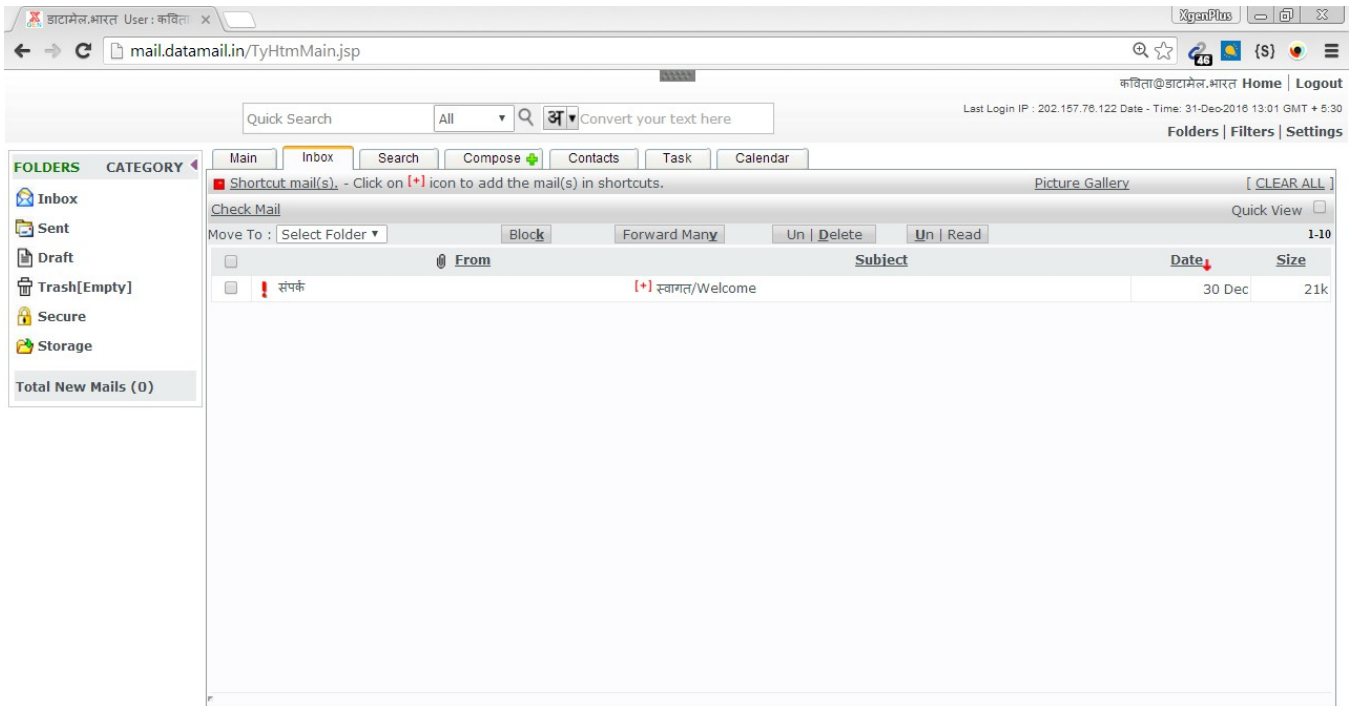 डाटामेल.भारत User : कविता
XgenPlus
mail.datamail.in/TyHtmMain.jsp
46 {S}
कविता@डाटामेल.भारत Home | Logout
Quick Search All अ Convert your text here
Last Login IP : 202.157.76.122 Date - Time: 31-Dec-2016 13:01 GMT + 5:30
Folders | Filters | Settings
FOLDERS CATEGORY
Main Inbox Search Compose Contacts Task Calendar
Shortcut mail(s). - Click on [+] icon to add the mail(s) in shortcuts. Picture Gallery [ CLEAR ALL ]
Inbox
Check Mail Quick View
Sent
Move To : Select Folder Block Forward Many Un | Delete Un | Read 1-10
Draft
From Subject Date Size
Trash[Empty]
संपर्क [+] स्वागत/Welcome 30 Dec 21k
Secure
Storage
Total New Mails (0)